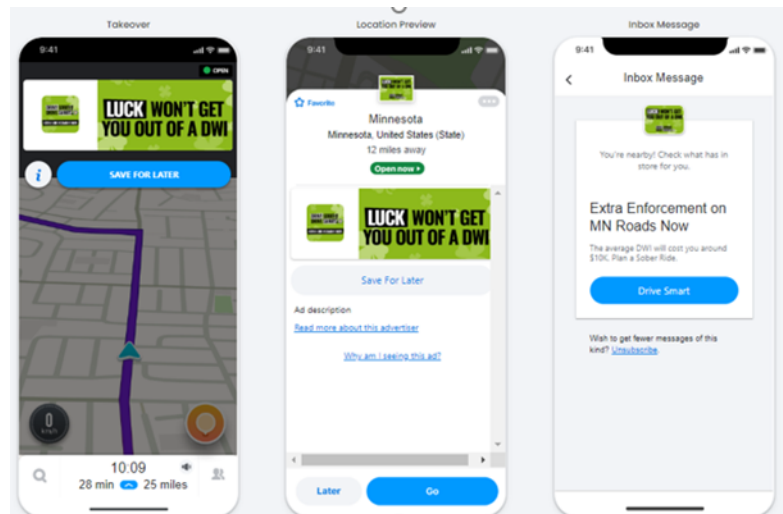 Takeover
9:41
OPEN
LUCK WON'T GET
YOU OUT OF A DWI
i
SAVE FOR LATER
0
km/h
10:09
28 min 25 miles
Location Preview
9:41
Favorite
Minnesota
Minnesota, United States (State)
12 miles away
Open now
LUCK WON'T GET
YOU OUT OF A DWI
Save For Later
Ad description
Read more about this advertiser
Why am I seeing this ad?
Later
Go
Inbox Message
9:41
Inbox Message
You're nearby! Check what has in
store for you.
Extra Enforcement on
MN Roads Now
The average DWI will cost you around
$10K. Plan a Sober Ride.
Drive Smart
Wish to get fewer messages of this
kind? Unsubscribe.